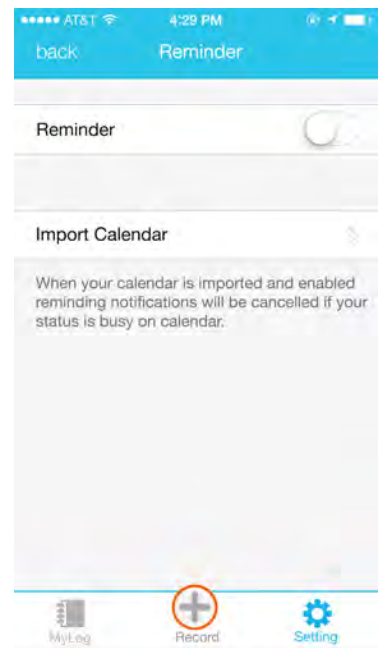 AT&T 4:29 PM
back Reminder
Reminder
Import Calendar
When your calendar is imported and enabled
reminding notifications will be cancelled if your
status is busy on calendar.
MyLog Record Setting